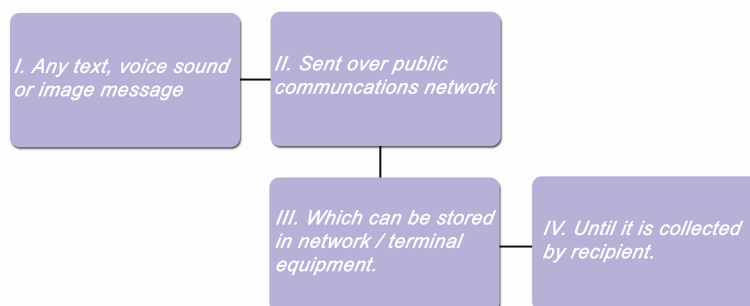 I. Any text, voice sound
or image message
II. Sent over public
communcations network
III. Which can be stored
in network / terminal
equipment.
IV. Until it is collected
by recipient.